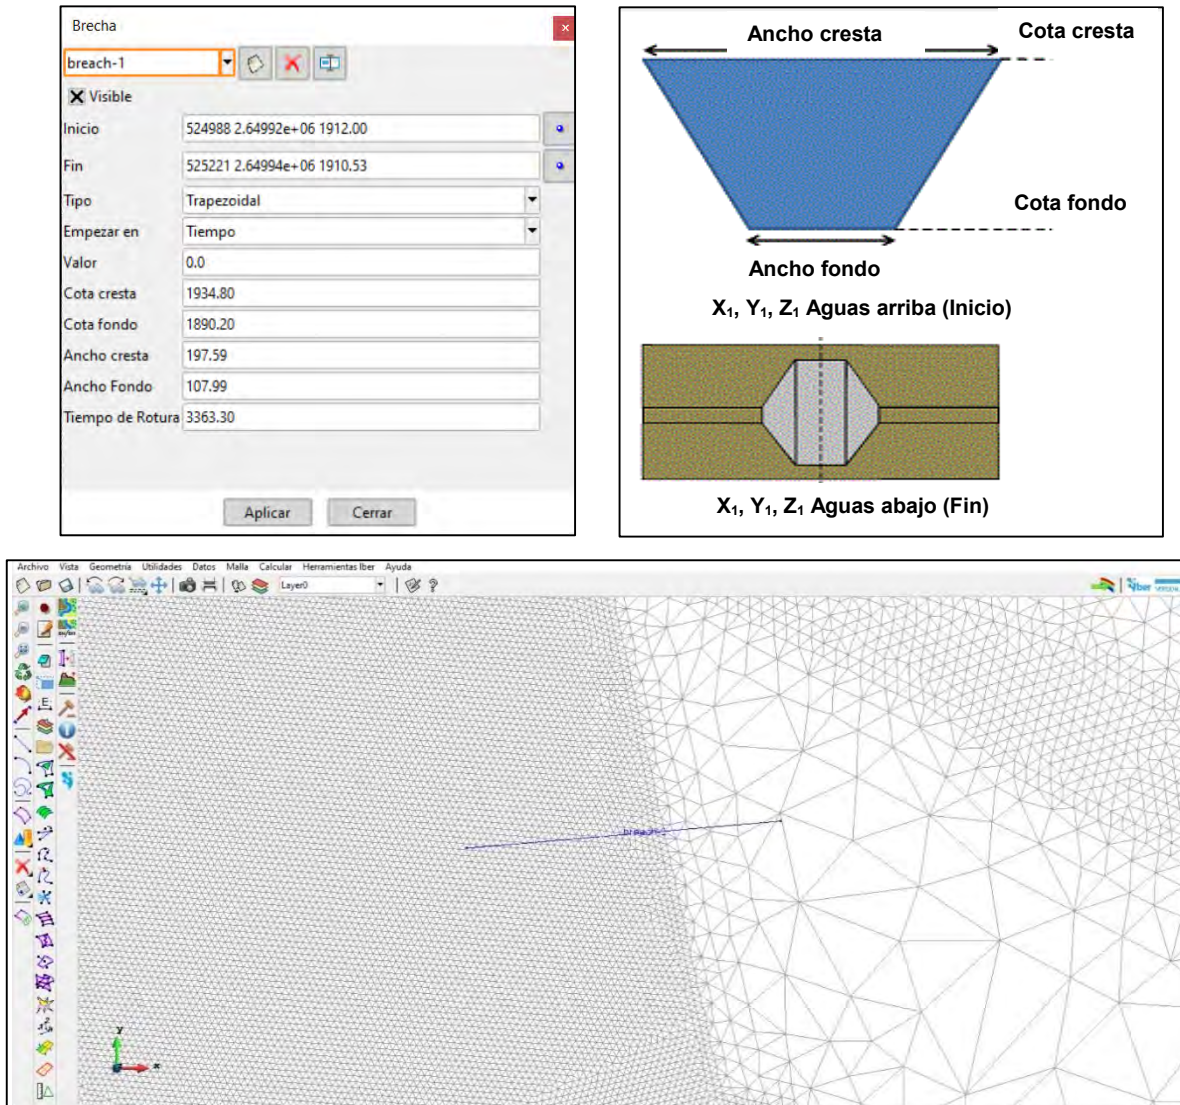 Brecha
breach-1
Visible
Inicio 524988 2.64992e+06 1912.00
Fin 525221 2.64994e+06 1910.53
Tipo Trapezoidal
Empezar en Tiempo
Valor 0.0
Cota cresta 1934.80
Cota fondo 1890.20
Ancho cresta 197.59
Ancho Fondo 107.99
Tiempo de Rotura 3363.30
Aplicar Cerrar
Ancho cresta
Cota cresta
Cota fondo
Ancho fondo
X₁, Y₁, Z₁ Aguas arriba (Inicio)
X₁, Y₁, Z₁ Aguas abajo (Fin)
Archivo Vista Geometría Utilidades Datos Malla Calcular Herramientas Iber Ayuda
Layer0
Iber
breach-1
y
x